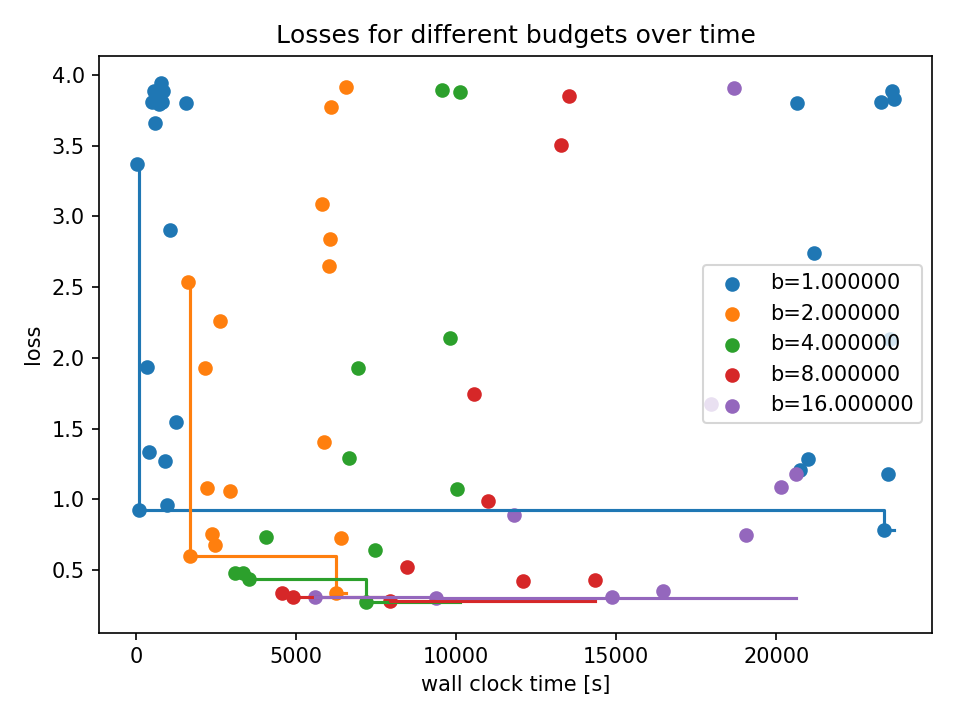 Losses for different budgets over time
loss
4.0
3.5
3.0
2.5
2.0
1.5
1.0
0.5
b=1.000000
b=2.000000
b=4.000000
b=8.000000
b=16.000000
0 5000 10000 15000 20000
wall clock time [s]